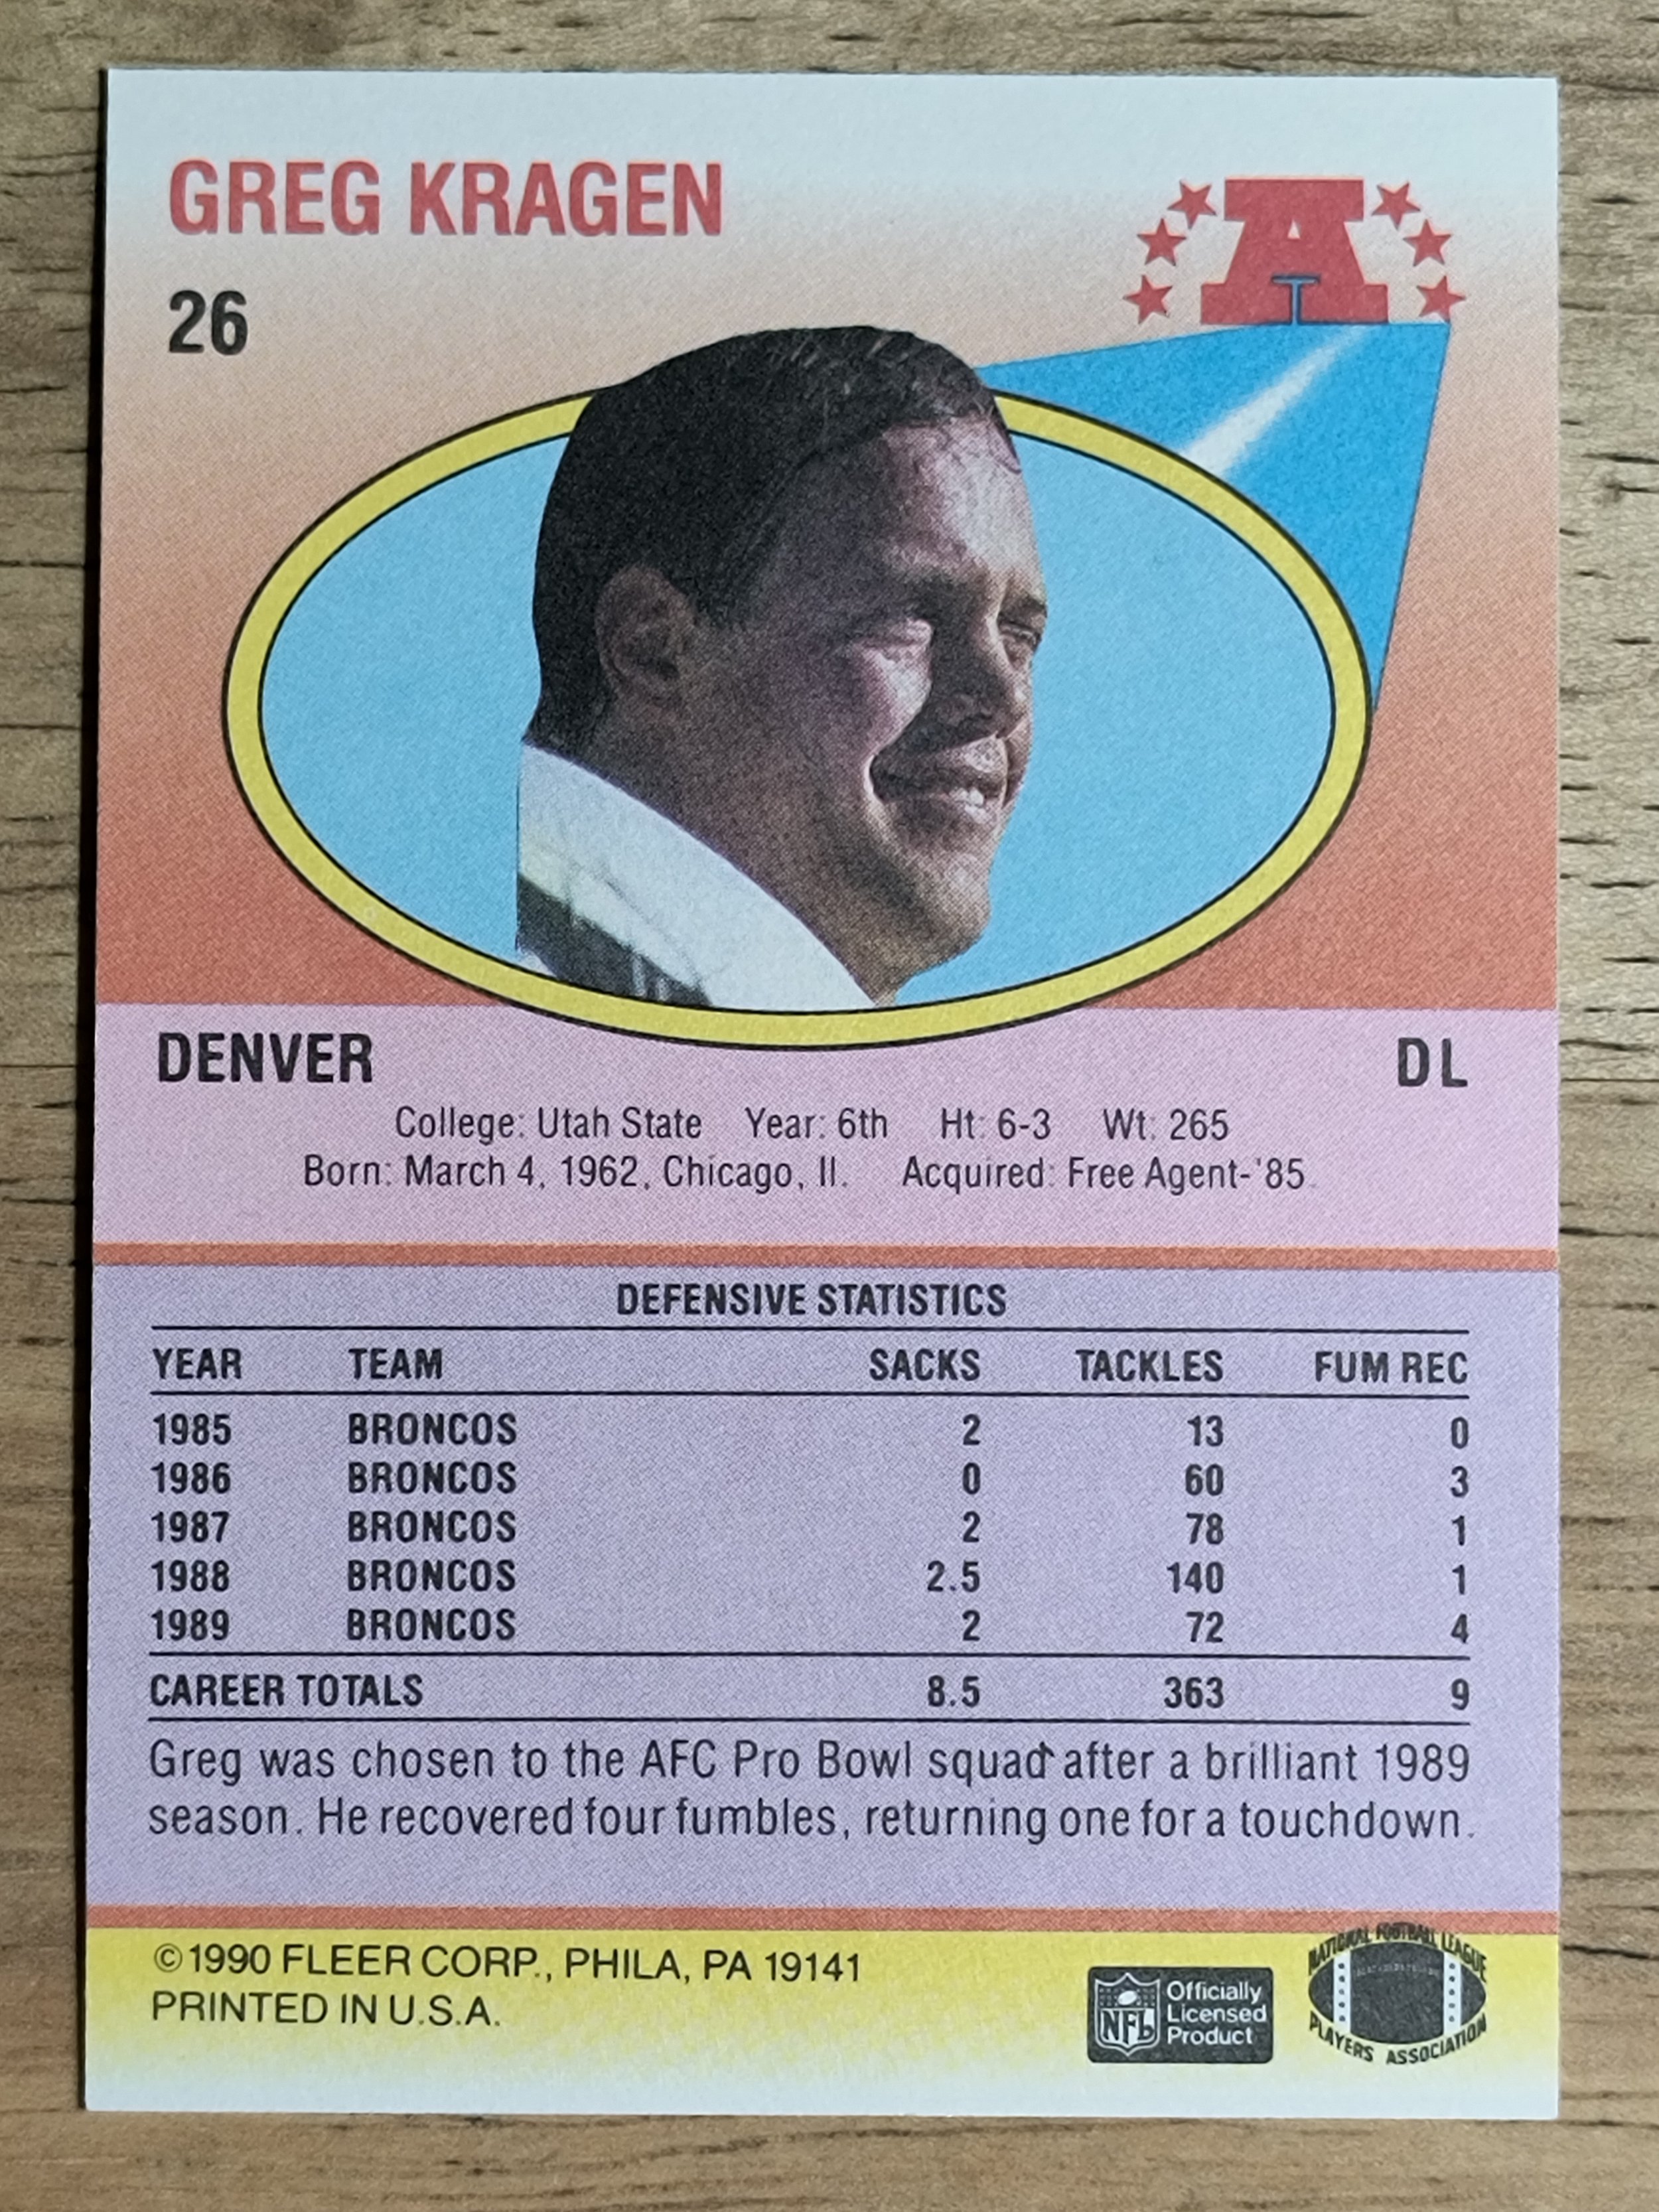 GREG KRAGEN
26
A
DENVER DL
College: Utah State Year: 6th Ht: 6-3 Wt: 265
Born: March 4, 1962, Chicago, Il. Acquired: Free Agent-'85.
DEFENSIVE STATISTICS
YEAR TEAM SACKS TACKLES FUM REC
1985 BRONCOS 2 13 0
1986 BRONCOS 0 60 3
1987 BRONCOS 2 78 1
1988 BRONCOS 2.5 140 1
1989 BRONCOS 2 72 4
CAREER TOTALS 8.5 363 9
Greg was chosen to the AFC Pro Bowl squad after a brilliant 1989
season. He recovered four fumbles, returning one for a touchdown.
©1990 FLEER CORP., PHILA, PA 19141
PRINTED IN U.S.A.
NFL
Officially
Licensed
Product
NATIONAL FOOTBALL LEAGUE
PLAYERS ASSOCIATION